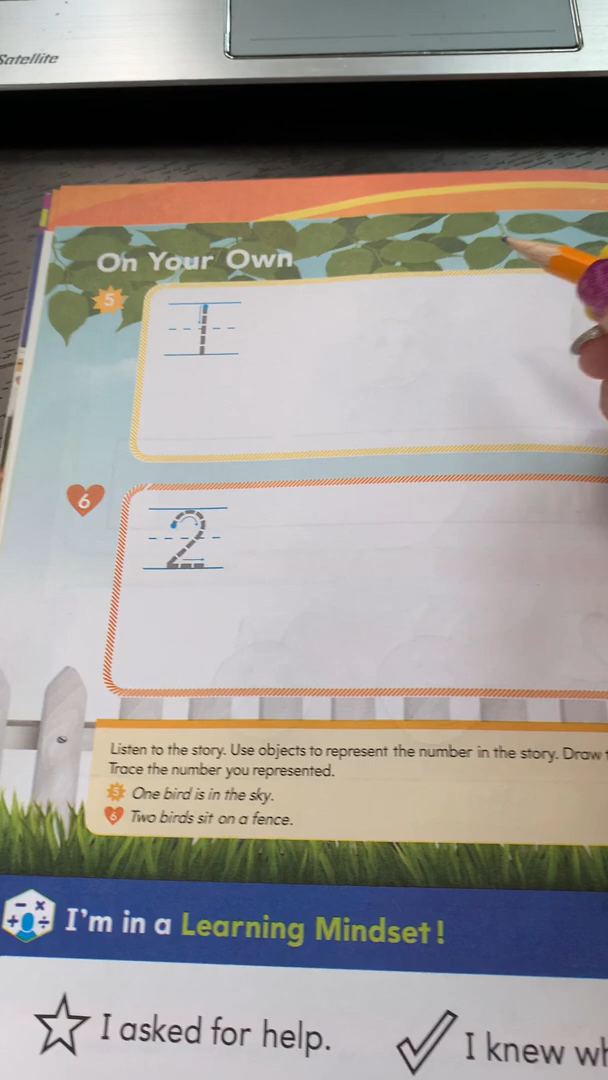 Satellite
On Your Own
5
1
6
2
Listen to the story. Use objects to represent the number in the story. Draw
Trace the number you represented.
5 One bird is in the sky.
6 Two birds sit on a fence.
I'm in a Learning Mindset!
I asked for help.
I knew